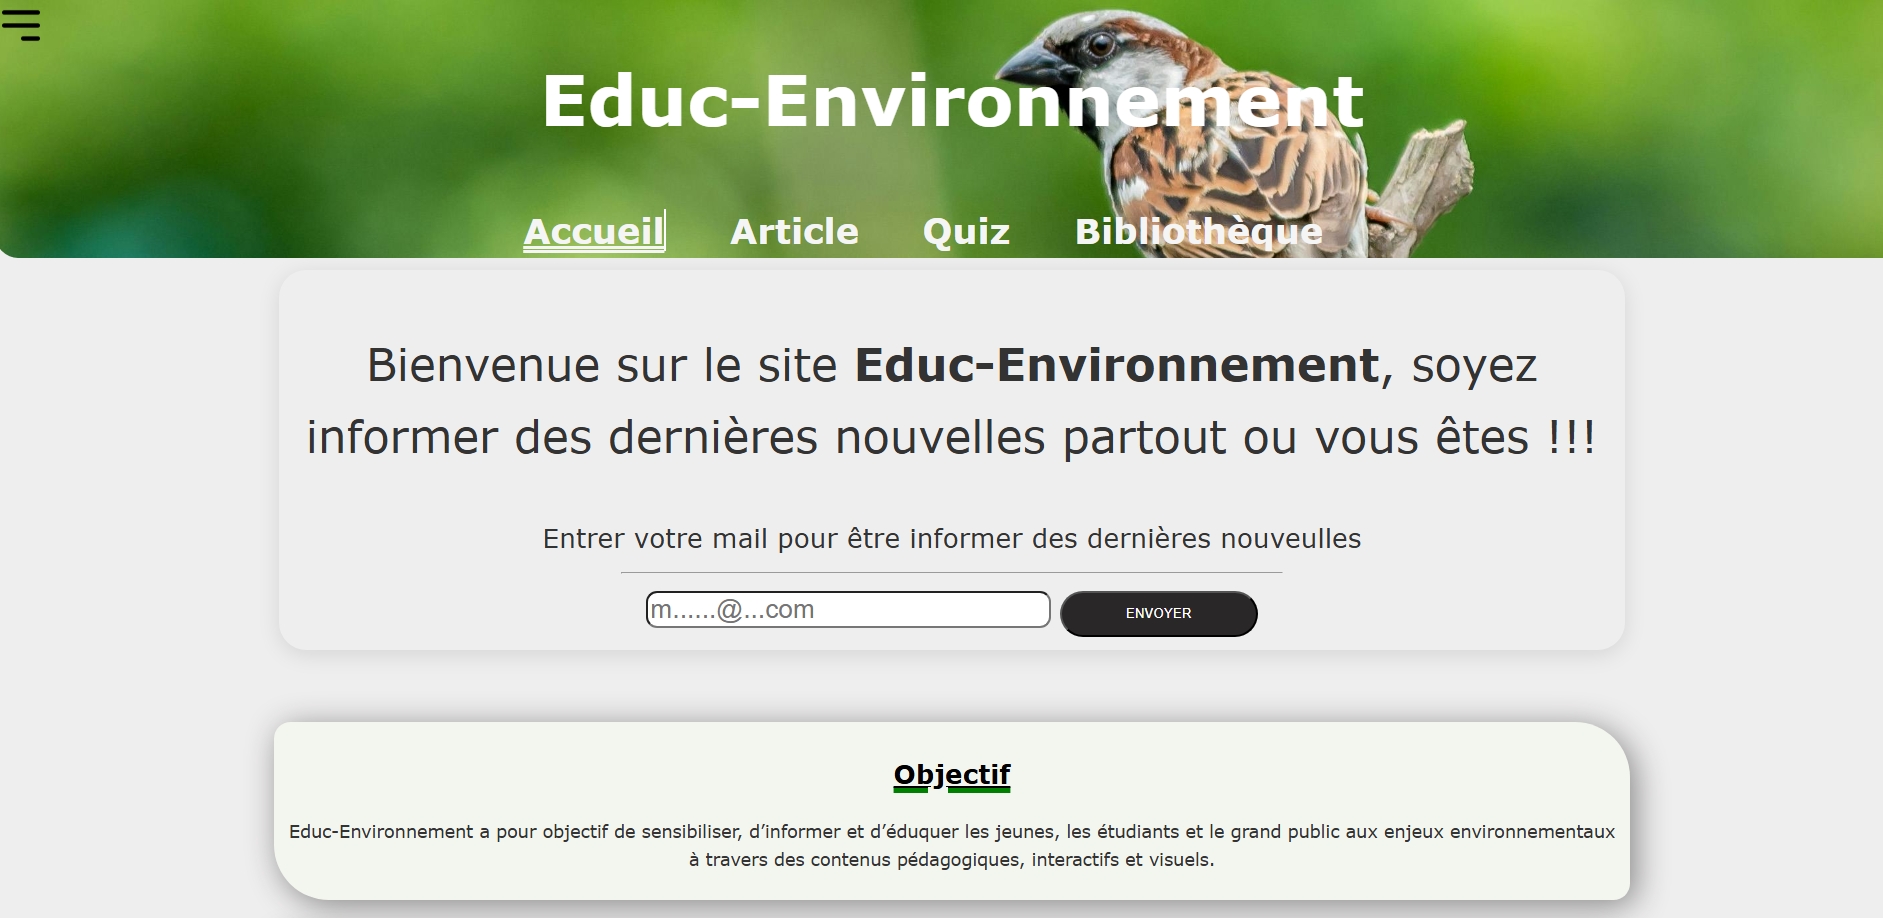 Educ-Environnement
Accueil Article Quiz Bibliothèque
Bienvenue sur le site Educ-Environnement, soyez
informer des dernières nouvelles partout ou vous êtes !!!
Entrer votre mail pour être informer des dernières nouveulles
m......@...com ENVOYER
Objectif
Educ-Environnement a pour objectif de sensibiliser, d’informer et d’éduquer les jeunes, les étudiants et le grand public aux enjeux environnementaux
à travers des contenus pédagogiques, interactifs et visuels.